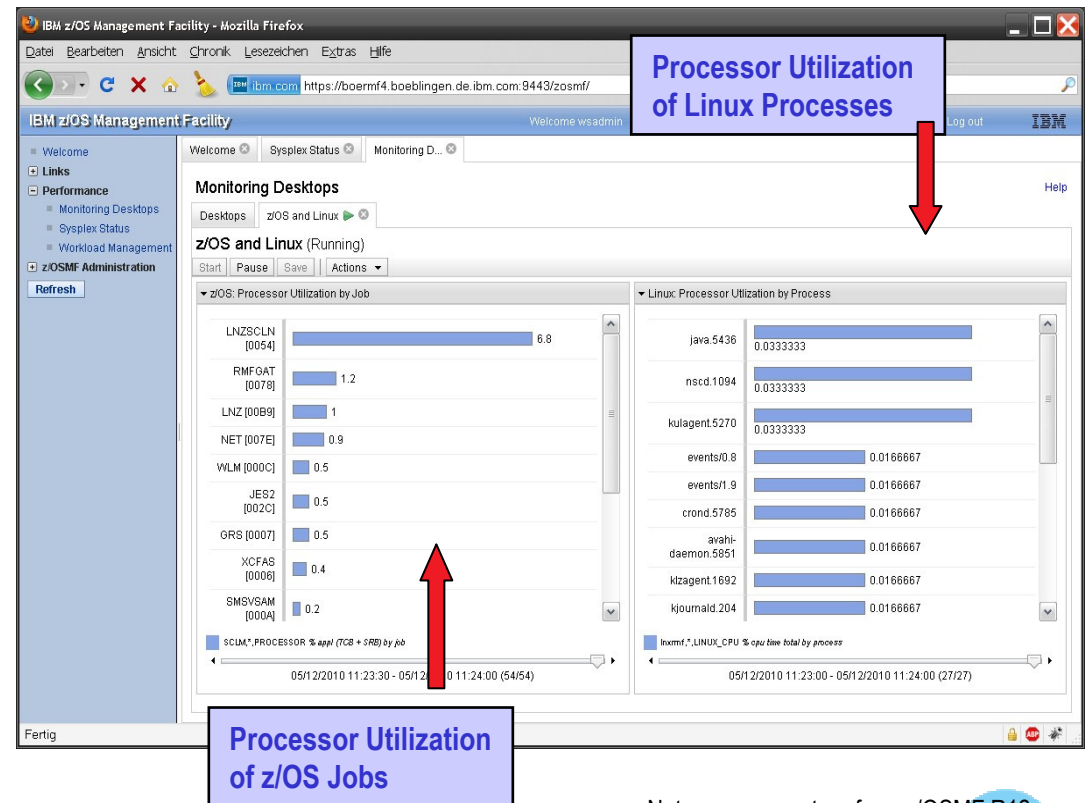 IBM z/OS Management Facility - Mozilla Firefox
Datei Bearbeiten Ansicht Chronik Lesezeichen Extras Hilfe
Processor Utilization
of Linux Processes
IBM ibm.com https://boermf4.boeblingen.de.ibm.com:9443/zosmf/
IBM z/OS Management Facility Welcome wsadmin Log out IBM
Welcome
Links
Performance
Monitoring Desktops
Sysplex Status
Workload Management
z/OSMF Administration
Refresh
Welcome Sysplex Status Monitoring D...
Monitoring Desktops Help
Desktops z/OS and Linux
z/OS and Linux (Running)
Start Pause Save Actions
z/OS: Processor Utilization by Job
LNZSCLN
[0054] 6.8
RMFGAT
[0078] 1.2
LNZ [00B9] 1
NET [007E] 0.9
WLM [000C] 0.5
JES2
[002C] 0.5
GRS [0007] 0.5
XCFAS
[0006] 0.4
SMSVSAM
[000A] 0.2
SCLM,*,PROCESSOR % appl (TCB + SRB) by job
05/12/2010 11:23:30 - 05/12/2010 11:24:00 (54/54)
Linux: Processor Utilization by Process
java.5436 0.0333333
nscd.1094 0.0333333
kulagent.5270 0.0333333
events/0.8 0.0166667
events/1.9 0.0166667
crond.5785 0.0166667
avahi-
daemon.5851 0.0166667
klzagent.1692 0.0166667
kjournald.204 0.0166667
lnxrmf,*,LINUX_CPU % cpu time total by process
05/12/2010 11:23:00 - 05/12/2010 11:24:00 (27/27)
Fertig ABP
Processor Utilization
of z/OS Jobs